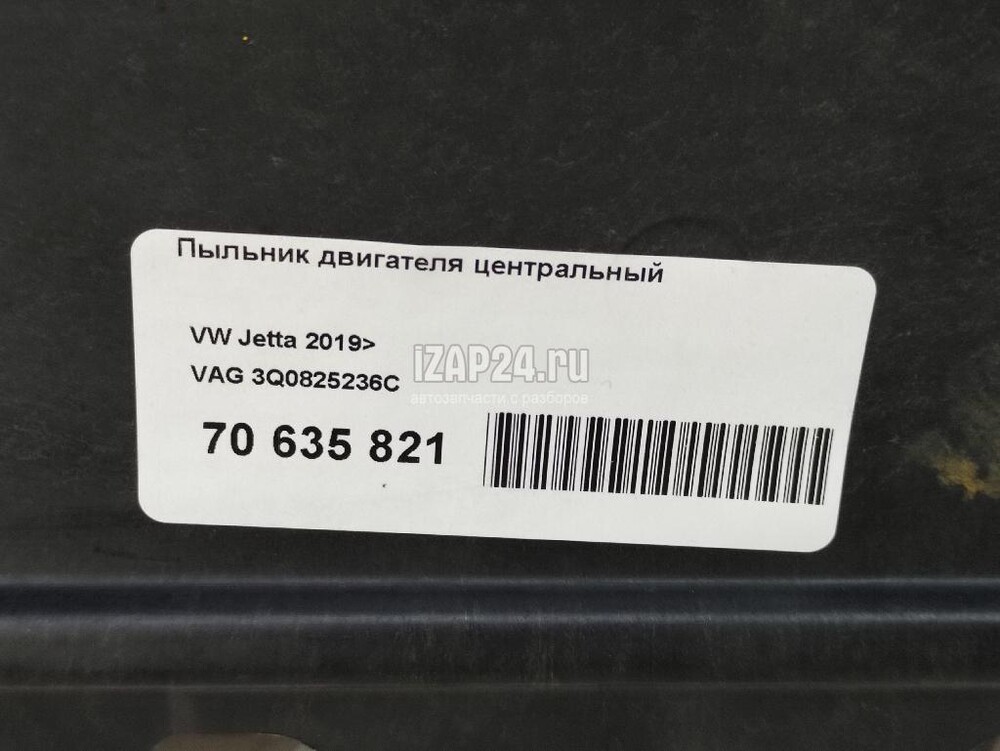 Пыльник двигателя центральный
VW Jetta 2019>
VAG 3Q0825236C
iZAP24.ru
автозапчасти с разборов
70 635 821